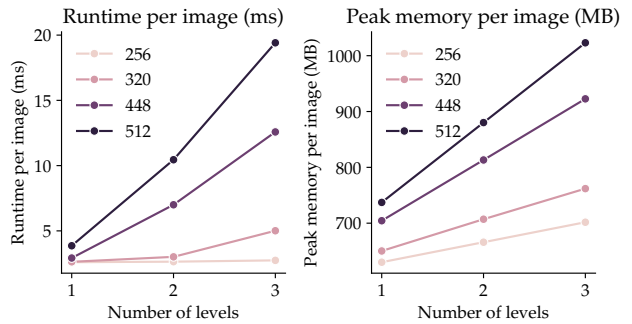 Runtime per image (ms)
Runtime per image (ms)
20
15
10
5
256
320
448
512
1 2 3
Number of levels
Peak memory per image (MB)
Peak memory per image (MB)
1000
900
800
700
256
320
448
512
1 2 3
Number of levels